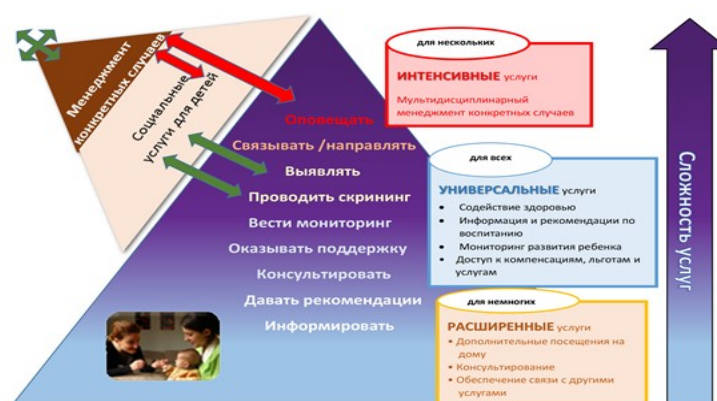 Менеджмент
конкретных случаев
Социальные
услуги для детей
Оповещать
Связывать /направлять
Выявлять
Проводить скрининг
Вести мониторинг
Оказывать поддержку
Консультировать
Давать рекомендации
Информировать
для нескольких
ИНТЕНСИВНЫЕ услуги
Мультидисциплинарный
менеджмент конкретных случаев
для всех
УНИВЕРСАЛЬНЫЕ услуги
• Содействие здоровью
• Информация и рекомендации по
воспитанию
• Мониторинг развития ребенка
• Доступ к компенсациям, льготам и
услугам
для немногих
РАСШИРЕННЫЕ услуги
• Дополнительные посещения на
дому
• Консультирование
• Обеспечение связи с другими
услугами
Сложность услуг